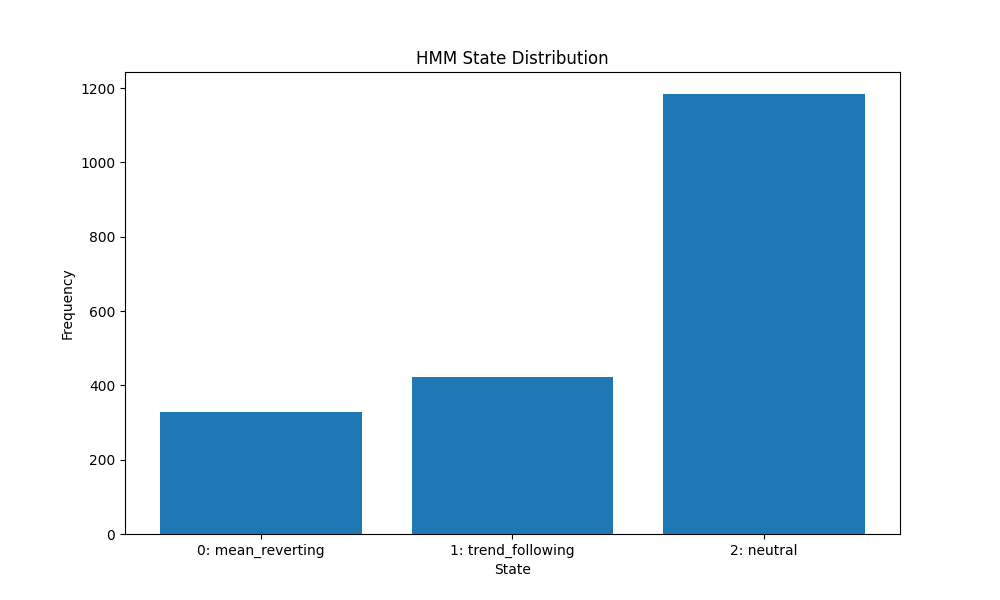 HMM State Distribution
1200
1000
800
600
400
200
0
Frequency
0: mean_reverting
1: trend_following
2: neutral
State